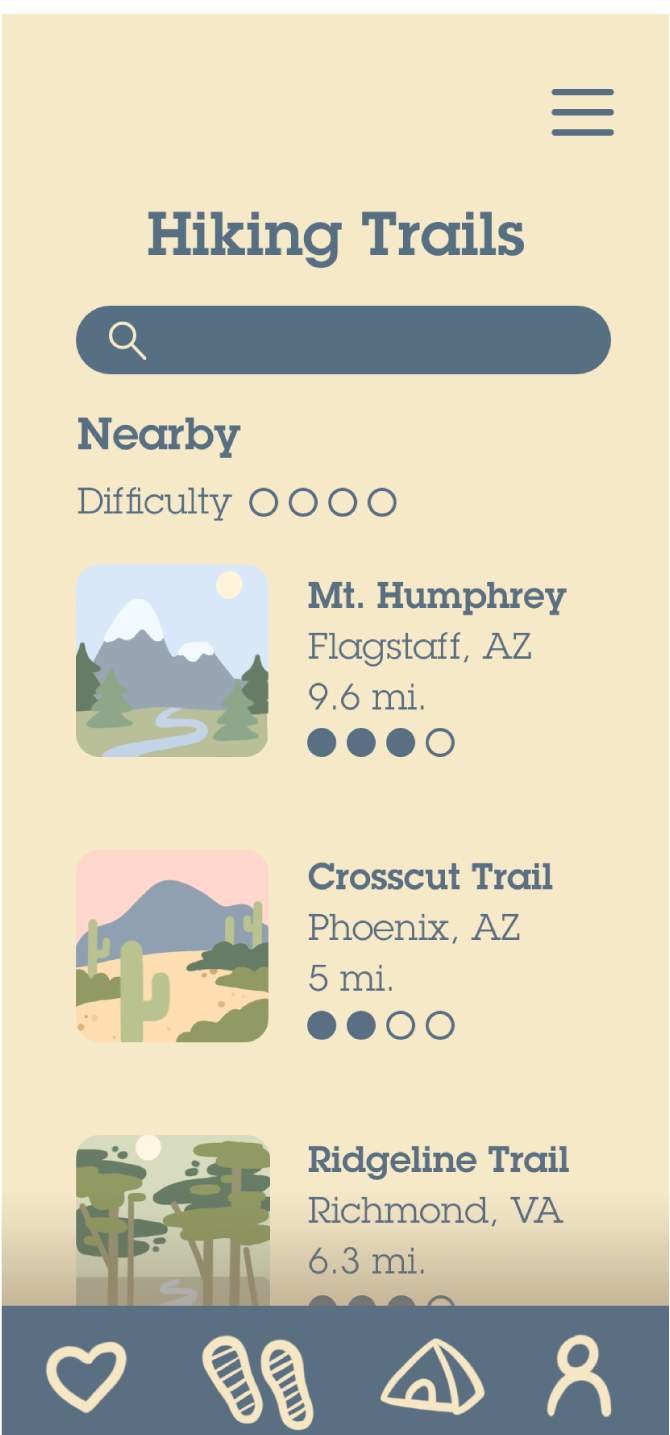 Hiking Trails
Nearby
Difficulty
Mt. Humphrey
Flagstaff, AZ
9.6 mi.
Crosscut Trail
Phoenix, AZ
5 mi.
Ridgeline Trail
Richmond, VA
6.3 mi.